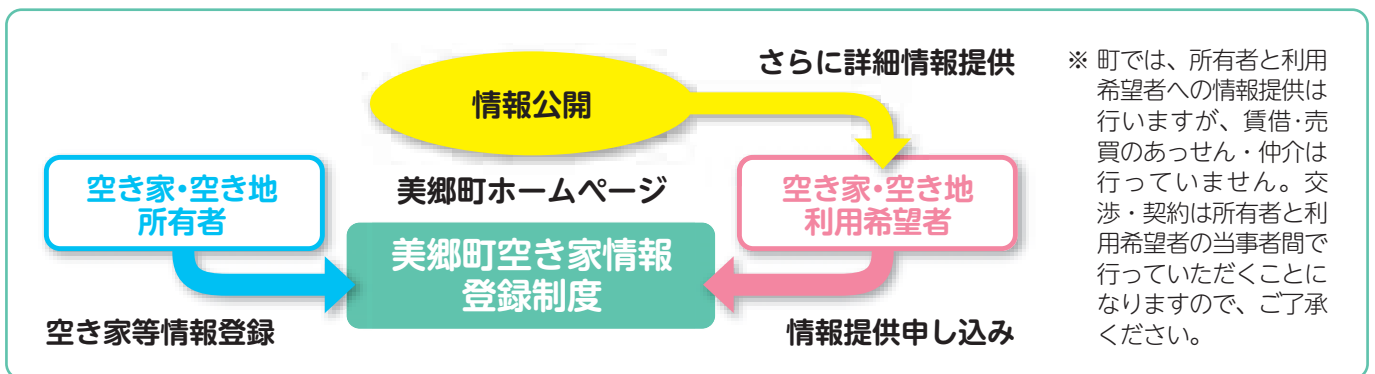 さらに詳細情報提供
情報公開
空き家・空き地
所有者
美郷町ホームページ
空き家・空き地
利用希望者
美郷町空き家情報
登録制度
空き家等情報登録
情報提供申し込み
※ 町では、所有者と利用
希望者への情報提供は
行いますが、賃借・売
買のあっせん・仲介は
行っていません。交
渉・契約は所有者と利
用希望者の当事者間で
行っていただくことに
なりますので、ご了承
ください。